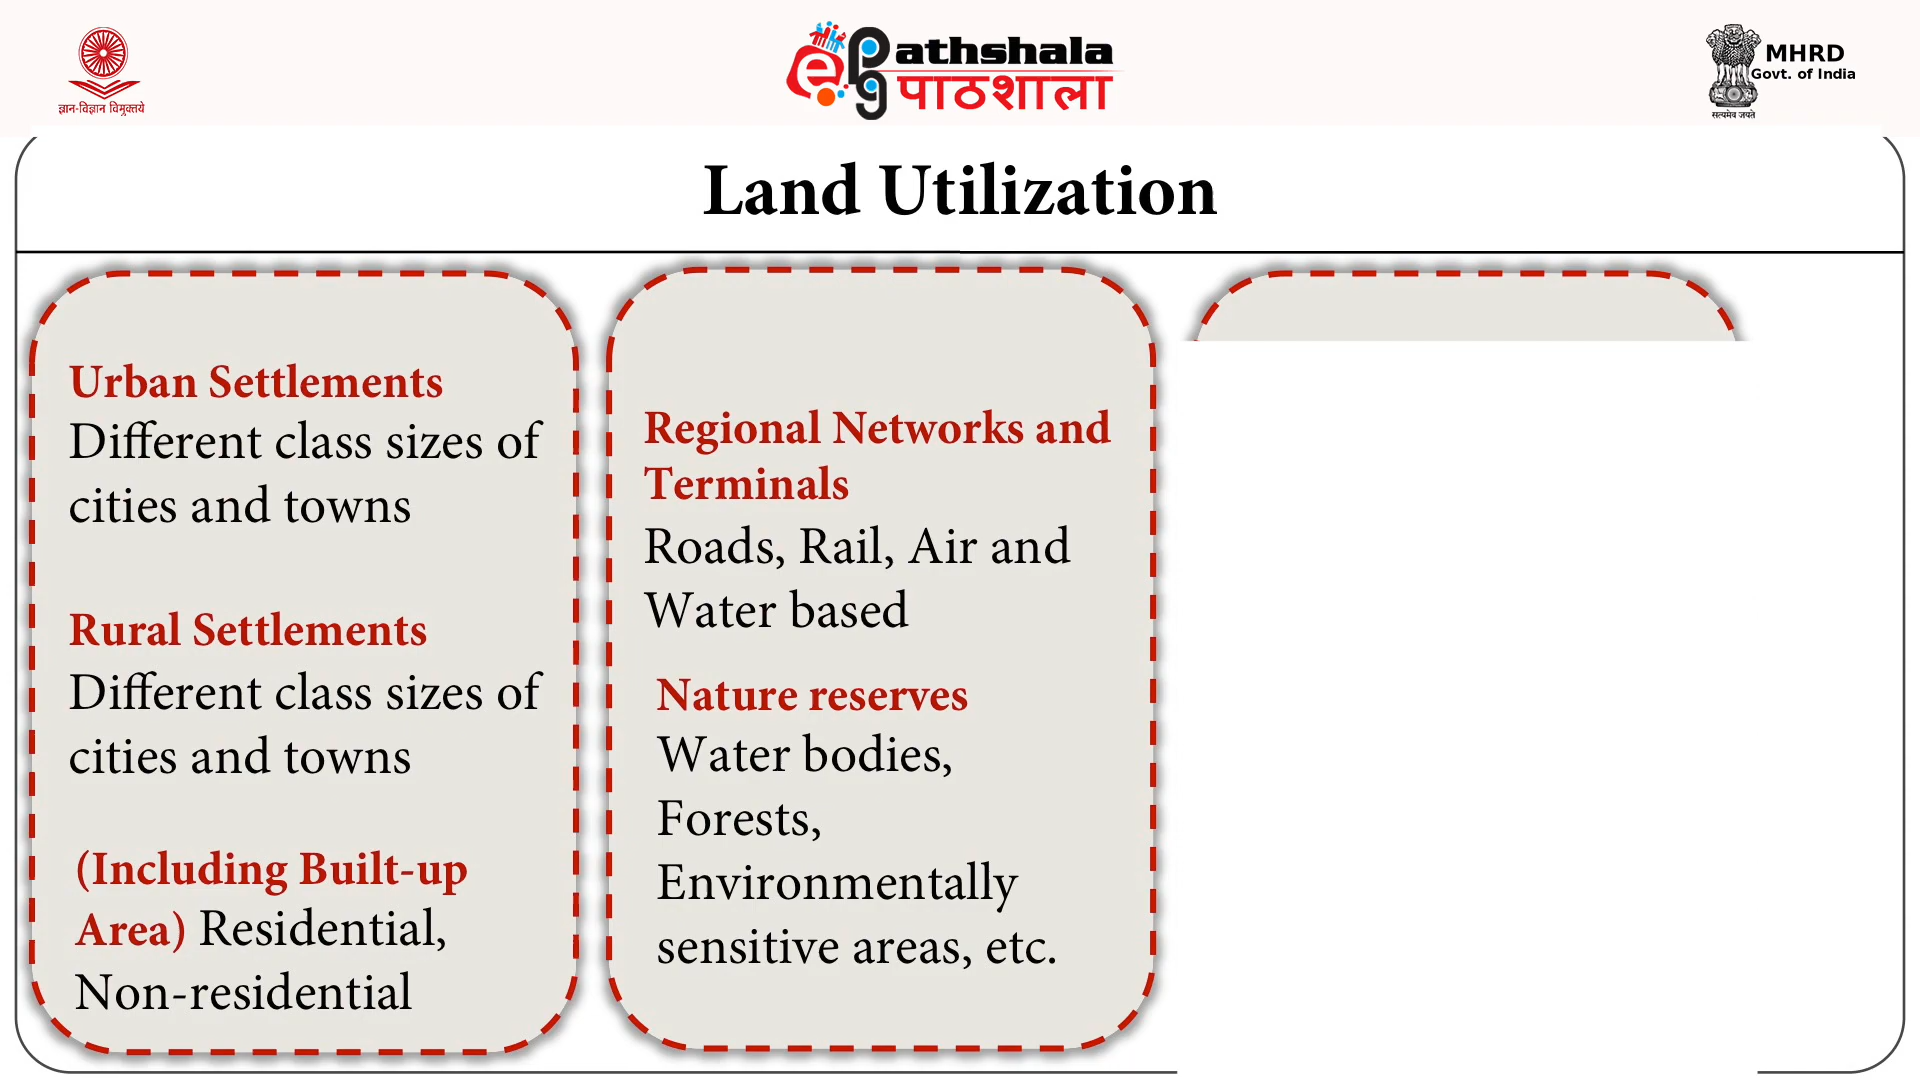 ज्ञान-विज्ञान विमुक्तये
athshala
पाठशाला
MHRD
Govt. of India
सत्यमेव जयते
Land Utilization
Urban Settlements
Different class sizes of
cities and towns
Rural Settlements
Different class sizes of
cities and towns
(Including Built-up
Area) Residential,
Non-residential
Regional Networks and
Terminals
Roads, Rail, Air and
Water based
Nature reserves
Water bodies,
Forests,
Environmentally
sensitive areas, etc.